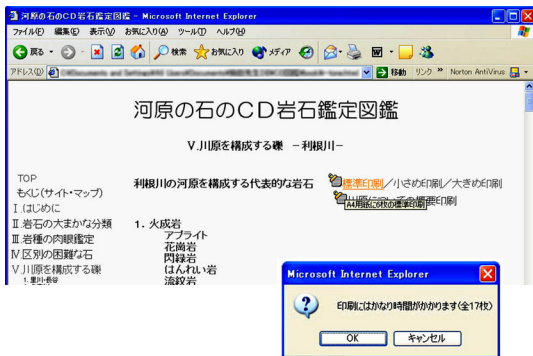 河原の石のCD岩石鑑定図鑑 - Microsoft Internet Explorer
ファイル(F) 編集(E) 表示(V) お気に入り(A) ツール(T) ヘルプ(H)
戻る 検索 お気に入り メディア
アドレス(D) 移動 リンク » Norton AntiVirus
河原の石のCD岩石鑑定図鑑
V.川原を構成する礫 −利根川−
利根川の河原を構成する代表的な岩石
標準印刷／小さめ印刷／大きめ印刷
の標準印刷
A4用紙に6枚の標準印刷
TOP
もくじ(サイト・マップ)
I.はじめに
II.岩石の大まかな分類
III.岩種の肉眼鑑定
IV.区別の困難な石
V.川原を構成する礫
1. 火成岩
アプライト
花崗岩
閃緑岩
はんれい岩
流紋岩
Microsoft Internet Explorer
印刷にはかなり時間がかかります(全17枚)
OK キャンセル